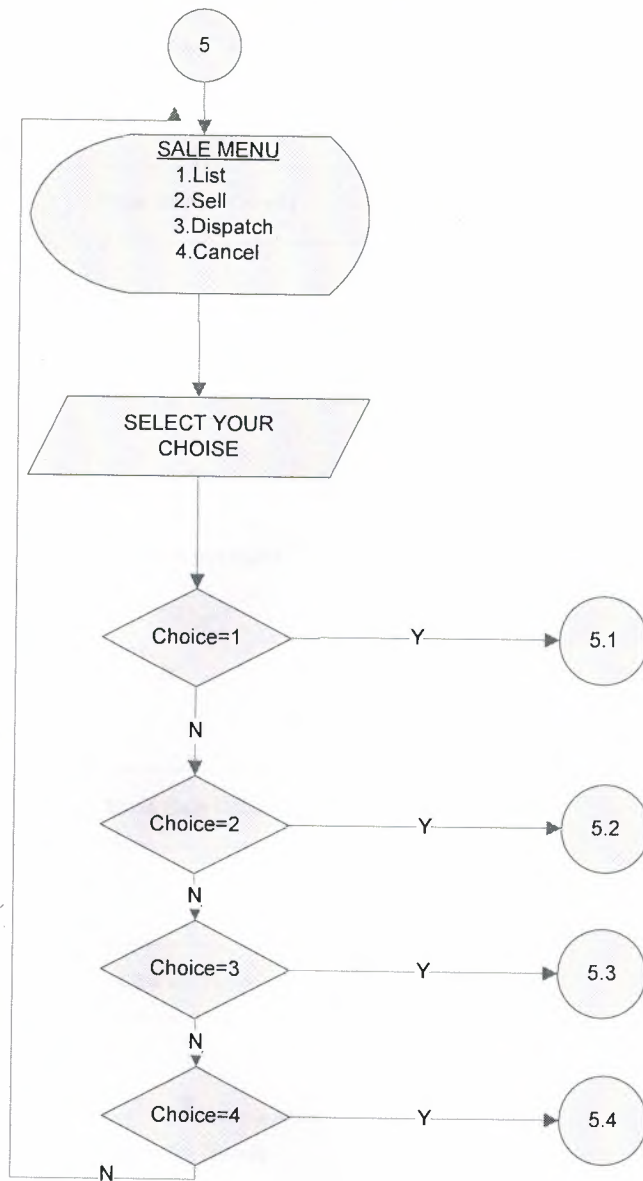 5
SALE MENU
1.List
2.Sell
3.Dispatch
4.Cancel
SELECT YOUR
CHOISE
Choice=1
Y
5.1
N
Choice=2
Y
5.2
N
Choice=3
Y
5.3
N
Choice=4
Y
5.4
N